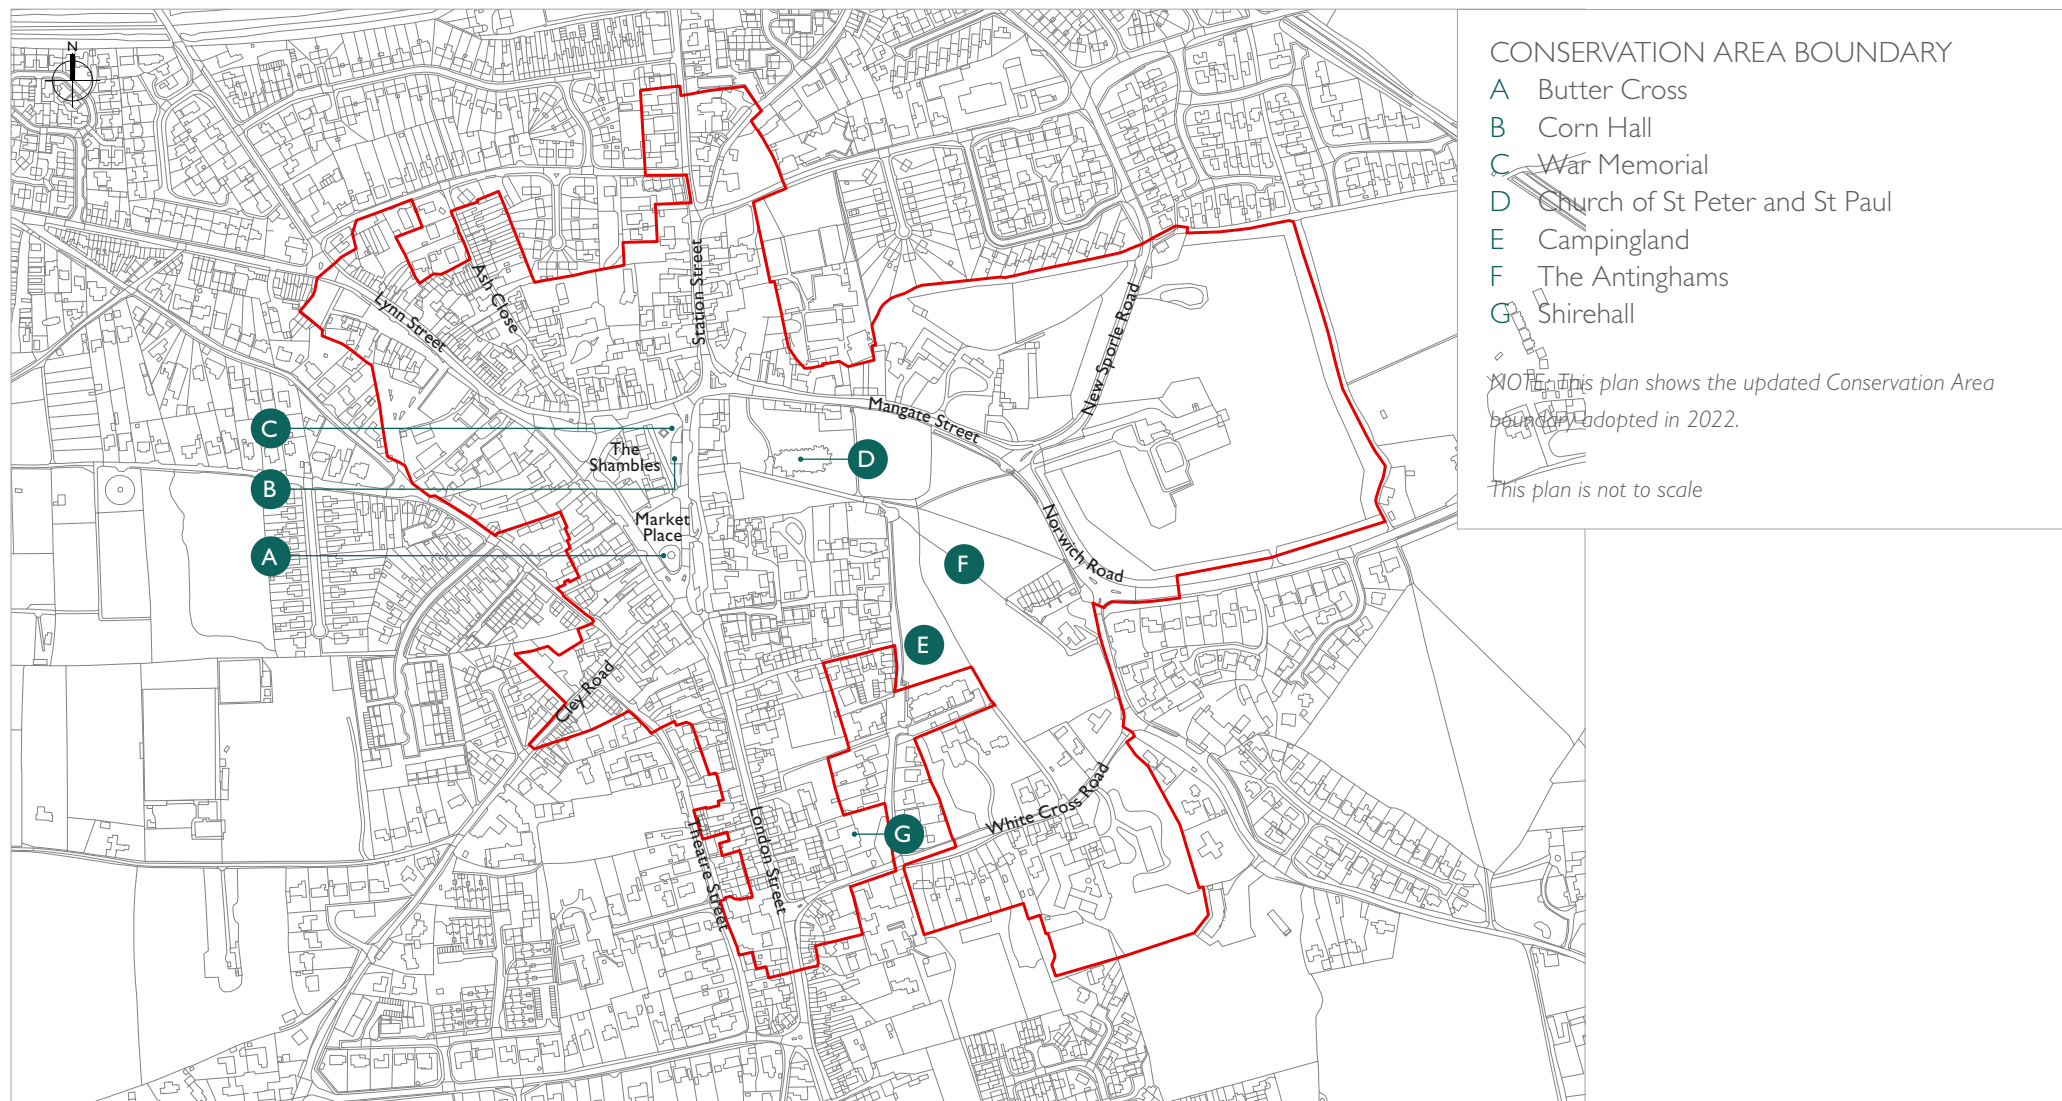 N
CONSERVATION AREA BOUNDARY
A Butter Cross
B Corn Hall
C War Memorial
D Church of St Peter and St Paul
E Campingland
F The Antinghams
G Shirehall
NOTE: This plan shows the updated Conservation Area
boundary adopted in 2022.
This plan is not to scale
Station Street
Ash Close
Lynn Street
New Sporle Road
Mangate Street
C
The
Shambles
D
B
Market
Place
Norwich Road
A
F
E
Cley Road
White Cross Road
London Street
Theatre Street
G